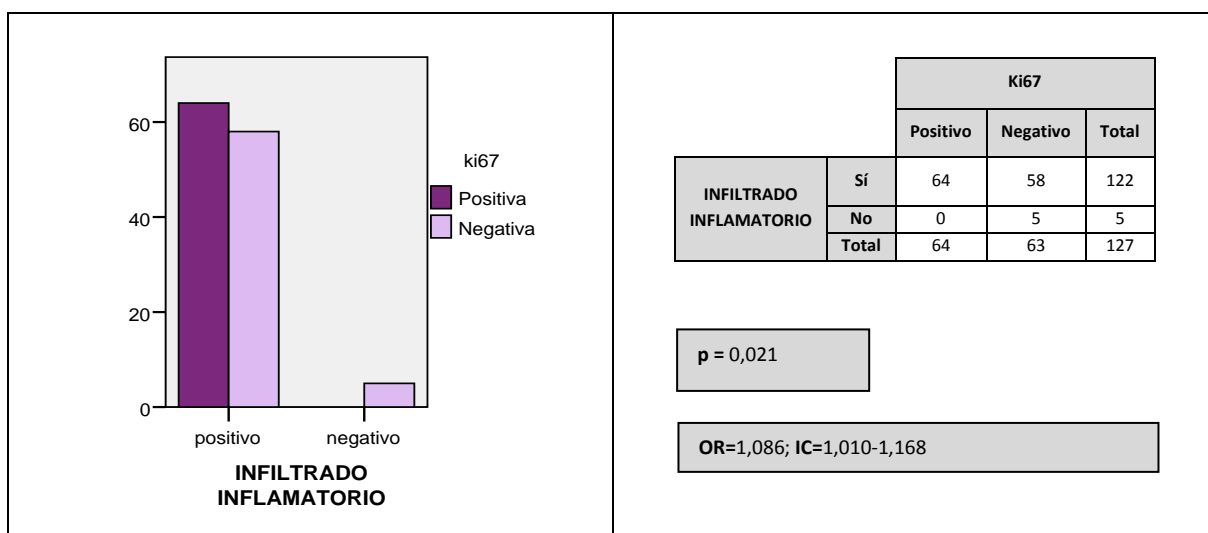 60
40
20
0
positivo negativo
INFILTRADO
INFLAMATORIO
ki67
Positiva
Negativa
Ki67
Positivo Negativo Total
INFILTRADO INFLAMATORIO Sí 64 58 122
No 0 5 5
Total 64 63 127
p = 0,021
OR=1,086; IC=1,010-1,168